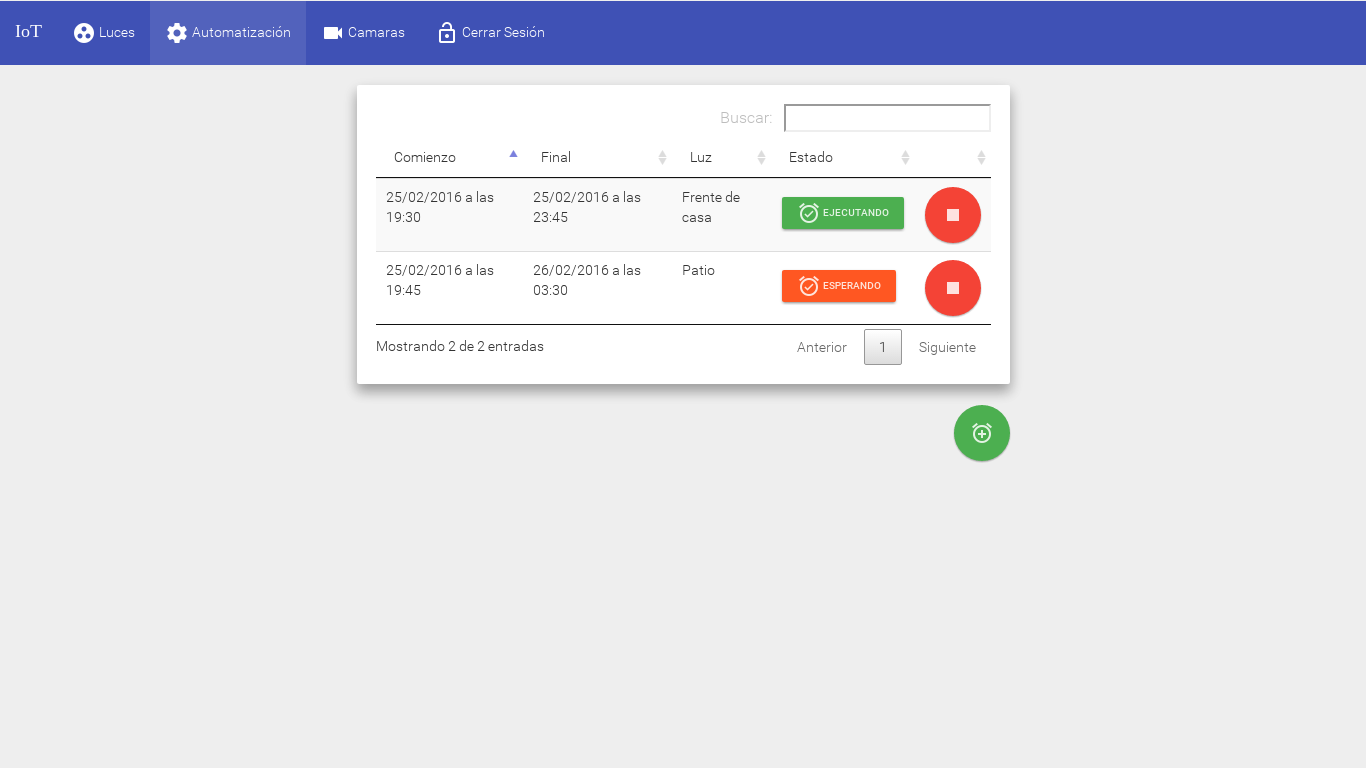 IoT Luces Automatización Camaras Cerrar Sesión
Buscar:
Comienzo Final Luz Estado
25/02/2016 a las 25/02/2016 a las Frente de EJECUTANDO
19:30 23:45 casa
25/02/2016 a las 26/02/2016 a las Patio ESPERANDO
19:45 03:30
Mostrando 2 de 2 entradas Anterior 1 Siguiente